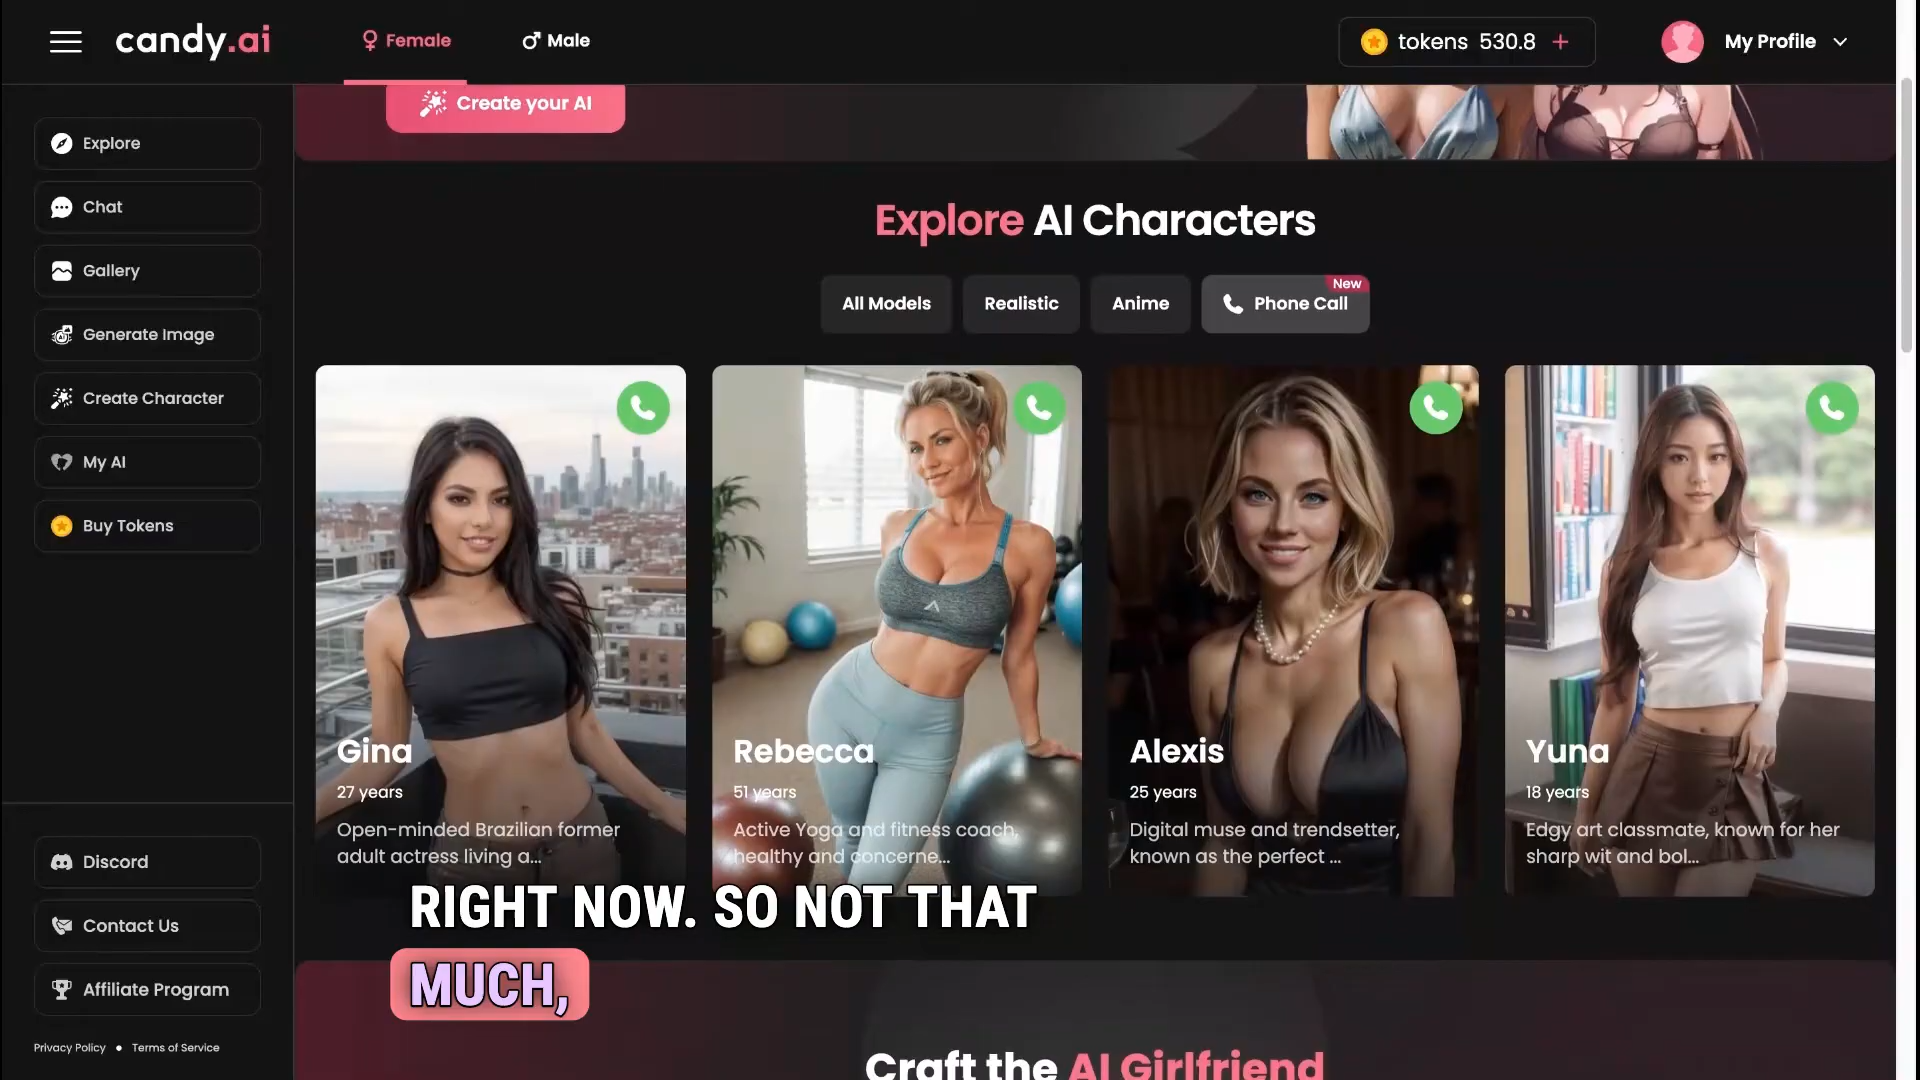 candy.ai
Female
Male
tokens 530.8 +
My Profile
Create your AI
Explore
Chat
Gallery
Generate Image
Create Character
My AI
Buy Tokens
Discord
Contact Us
Affiliate Program
Privacy Policy • Terms of Service
Explore AI Characters
All Models
Realistic
Anime
Phone Call
New
Gina
27 years
Open-minded Brazilian former
adult actress living a...
Rebecca
51 years
Active Yoga and fitness coach,
healthy and concerne...
Alexis
25 years
Digital muse and trendsetter,
known as the perfect ...
Yuna
18 years
Edgy art classmate, known for her
sharp wit and bol...
RIGHT NOW. SO NOT THAT
MUCH,
Craft the AI Girlfriend